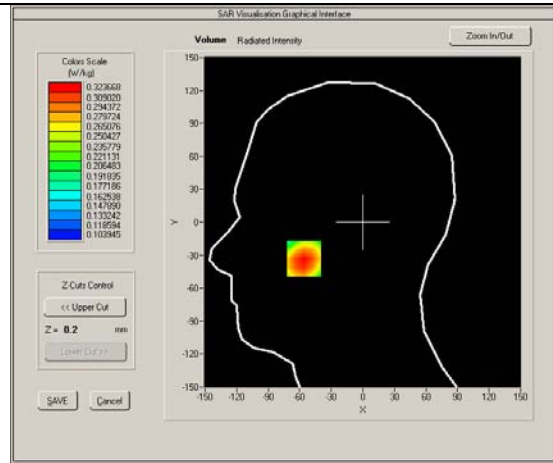 SAR Visualisation Graphical Interface
Volume Radiated Intensity
Zoom In/Out
Colors Scale
(W/kg)
0.323668
0.309020
0.294372
0.279724
0.265076
0.250427
0.235779
0.221131
0.206483
0.191835
0.177186
0.162538
0.147890
0.133242
0.118594
0.103945
Z-Cuts Control
<< Upper Cut
Z = 0.2 mm
Lower Cut >>
SAVE
Cancel
150
120
90
60
30
Y
0
-30
-60
-90
-120
-150
-150 -120 -90 -60 -30 0 30 60 90 120 150
X